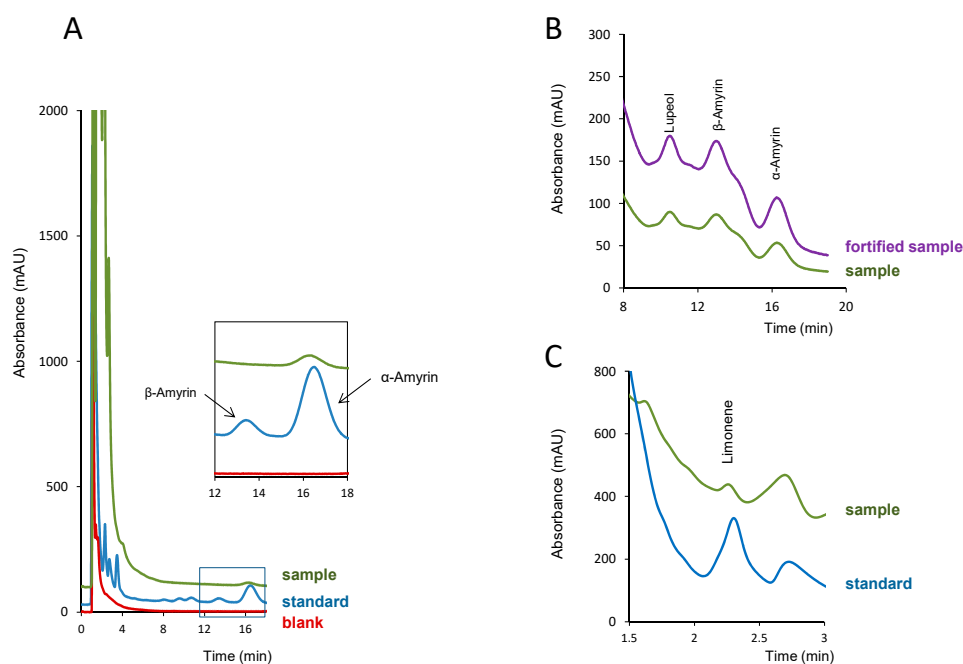 A
Absorbance (mAU)
2000
1000
1000
500
0
0
4
8
12
16
Time (min)
sample
standard
blank
β-Amyrin
α-Amyrin
12
14
16
18
B
Absorbance (mAU)
300
250
200
150
100
50
0
Lupeol
β-Amyrin
α-Amyrin
fortified sample
sample
8
12
16
20
Time (min)
C
Absorbance (mAU)
800
600
400
200
0
Limonene
sample
standard
1.5
2
2.5
3
Time (min)